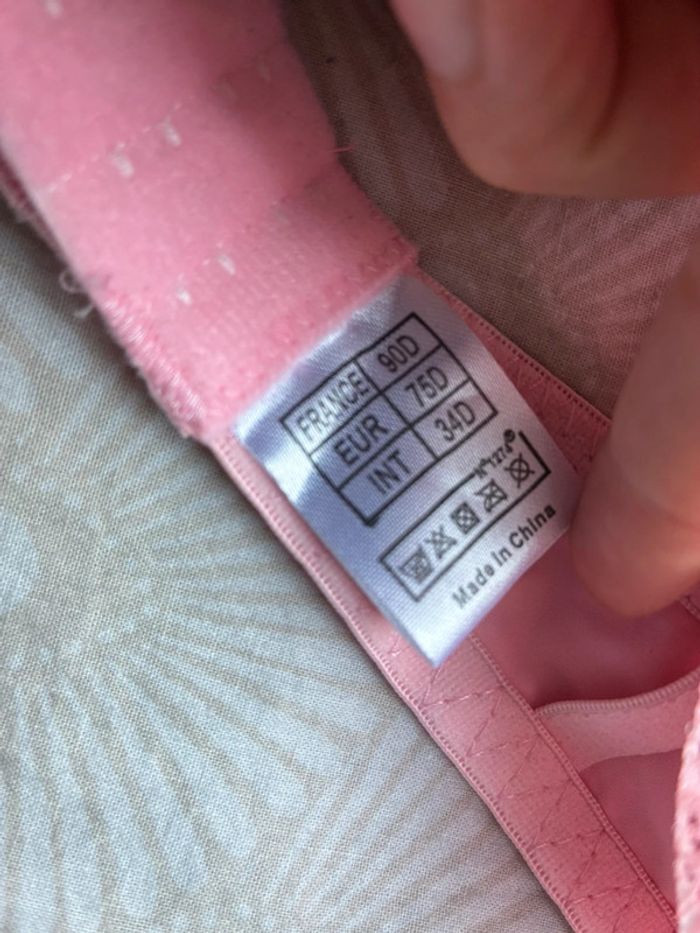 FRANCE 90D
EUR 75D
INT 34D
Made in China